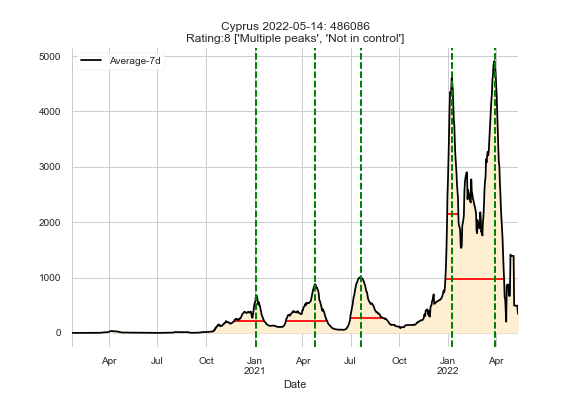 Cyprus 2022-05-14: 486086
Rating:8 ['Multiple peaks', 'Not in control']
Average-7d
5000
4000
3000
2000
1000
0
Apr Jul Oct Jan Apr Jul Oct Jan Apr
2021 2022
Date